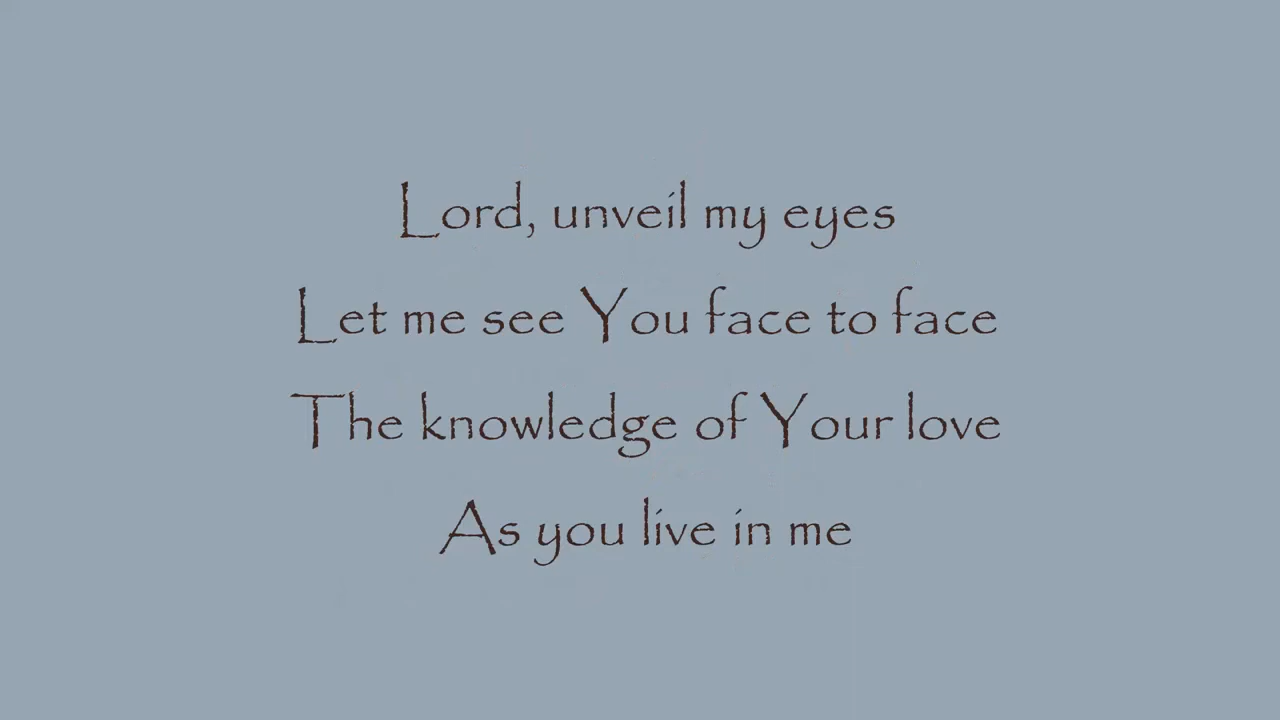 Lord, unveil my eyes
Let me see You face to face
The knowledge of Your love
As you live in me